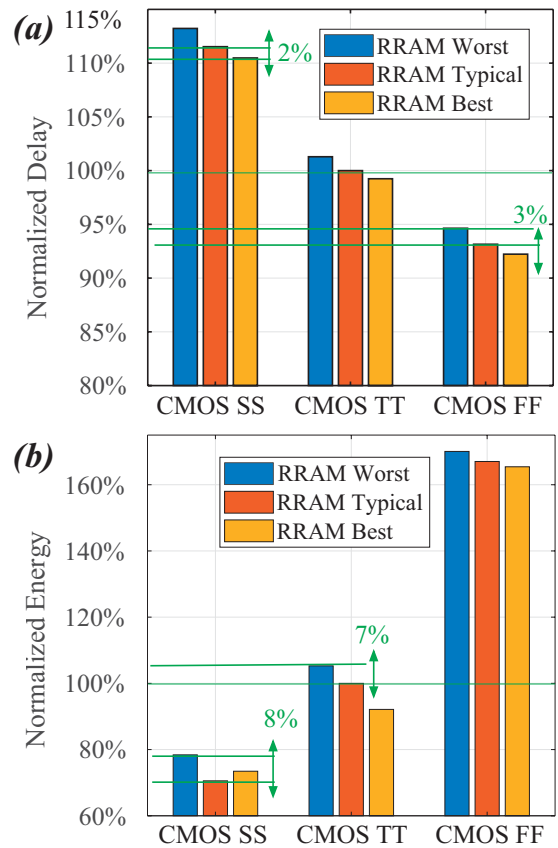 (a)
Normalized Delay
115%
110%
105%
100%
95%
90%
85%
80%
RRAM Worst
RRAM Typical
RRAM Best
2%
3%
CMOS SS
CMOS TT
CMOS FF
(b)
Normalized Energy
160%
140%
120%
100%
80%
60%
RRAM Worst
RRAM Typical
RRAM Best
7%
8%
CMOS SS
CMOS TT
CMOS FF